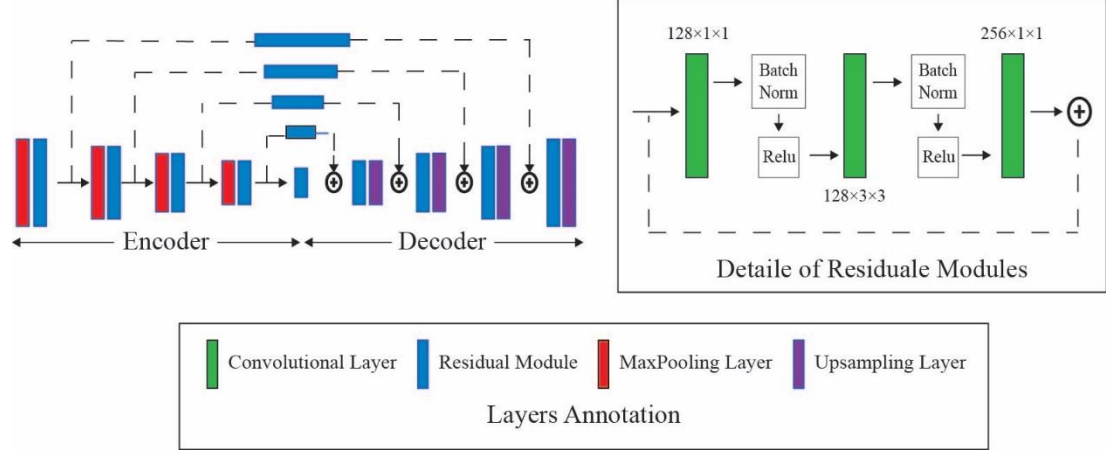 Encoder
Decoder
128×1×1
256×1×1
Batch
Norm
Batch
Norm
Relu
Relu
128×3×3
Detaile of Residuale Modules
Convolutional Layer
Residual Module
MaxPooling Layer
Upsampling Layer
Layers Annotation